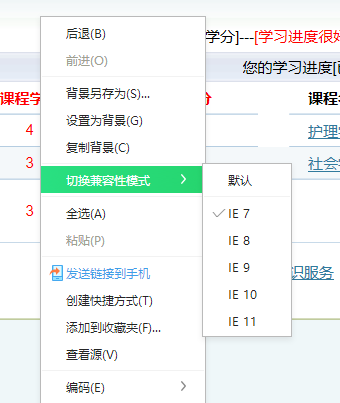 后退(B)
学分]---[学习进度很好
前进(O)
您的学习进度[
背景另存为(S)...
课程学
分
课程
设置为背景(G)
4
护理学
复制背景(C)
3
社会
切换兼容性模式
默认
3
全选(A)
IE 7
粘贴(P)
IE 8
发送链接到手机
IE 9
识服务
创建快捷方式(T)
IE 10
添加到收藏夹(F)...
IE 11
查看源(V)
编码(E)